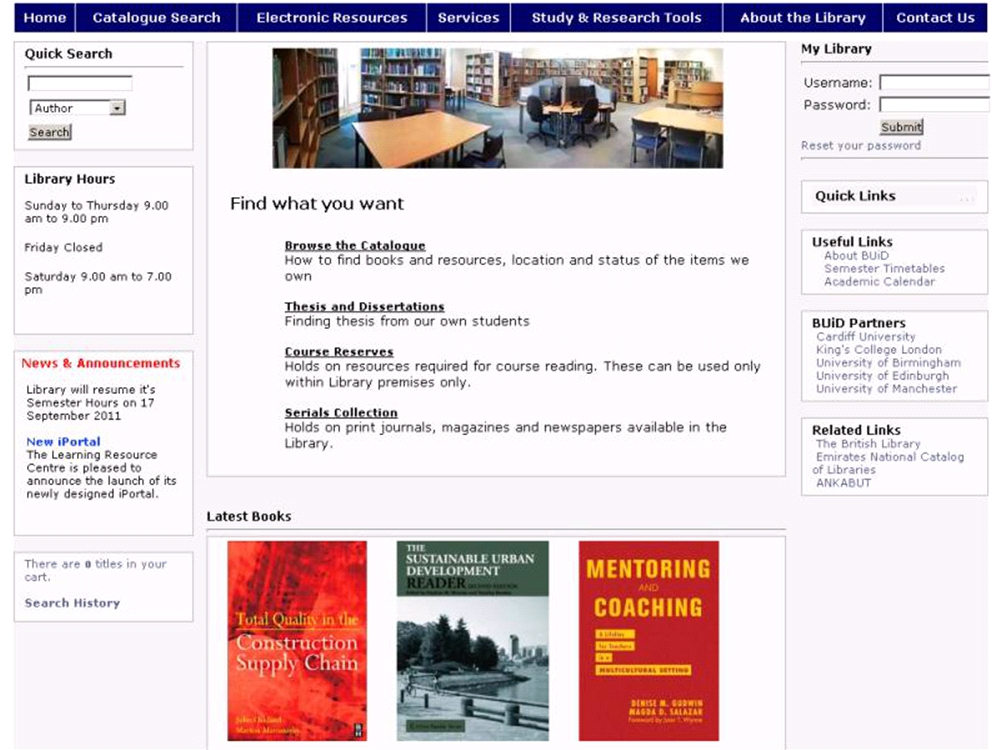 Home
Catalogue Search
Electronic Resources
Services
Study & Research Tools
About the Library
Contact Us
Quick Search
Author
Search
Library Hours
Sunday to Thursday 9.00
am to 9.00 pm
Friday Closed
Saturday 9.00 am to 7.00
pm
News & Announcements
Library will resume it's
Semester Hours on 17
September 2011
New iPortal
The Learning Resource
Centre is pleased to
announce the launch of its
newly designed iPortal.
There are 0 titles in your
cart.
Search History
Find what you want
Browse the Catalogue
How to find books and resources, location and status of the items we
own
Thesis and Dissertations
Finding thesis from our own students
Course Reserves
Holds on resources required for course reading. These can be used only
within Library premises only.
Serials Collection
Holds on print journals, magazines and newspapers available in the
Library.
Latest Books
Total Quality in the
Construction
Supply Chain
THE
SUSTAINABLE URBAN
DEVELOPMENT
READER SECOND EDITION
MENTORING
AND
COACHING
A Lifeline
for Teachers
in a
MULTICULTURAL SETTING
DENISE M. GUDWIN
MAGDA D. SALAZAR
My Library
Username:
Password:
Submit
Reset your password
Quick Links
Useful Links
About BUiD
Semester Timetables
Academic Calendar
BUiD Partners
Cardiff University
King's College London
University of Birmingham
University of Edinburgh
University of Manchester
Related Links
The British Library
Emirates National Catalog
of Libraries
ANKABUT